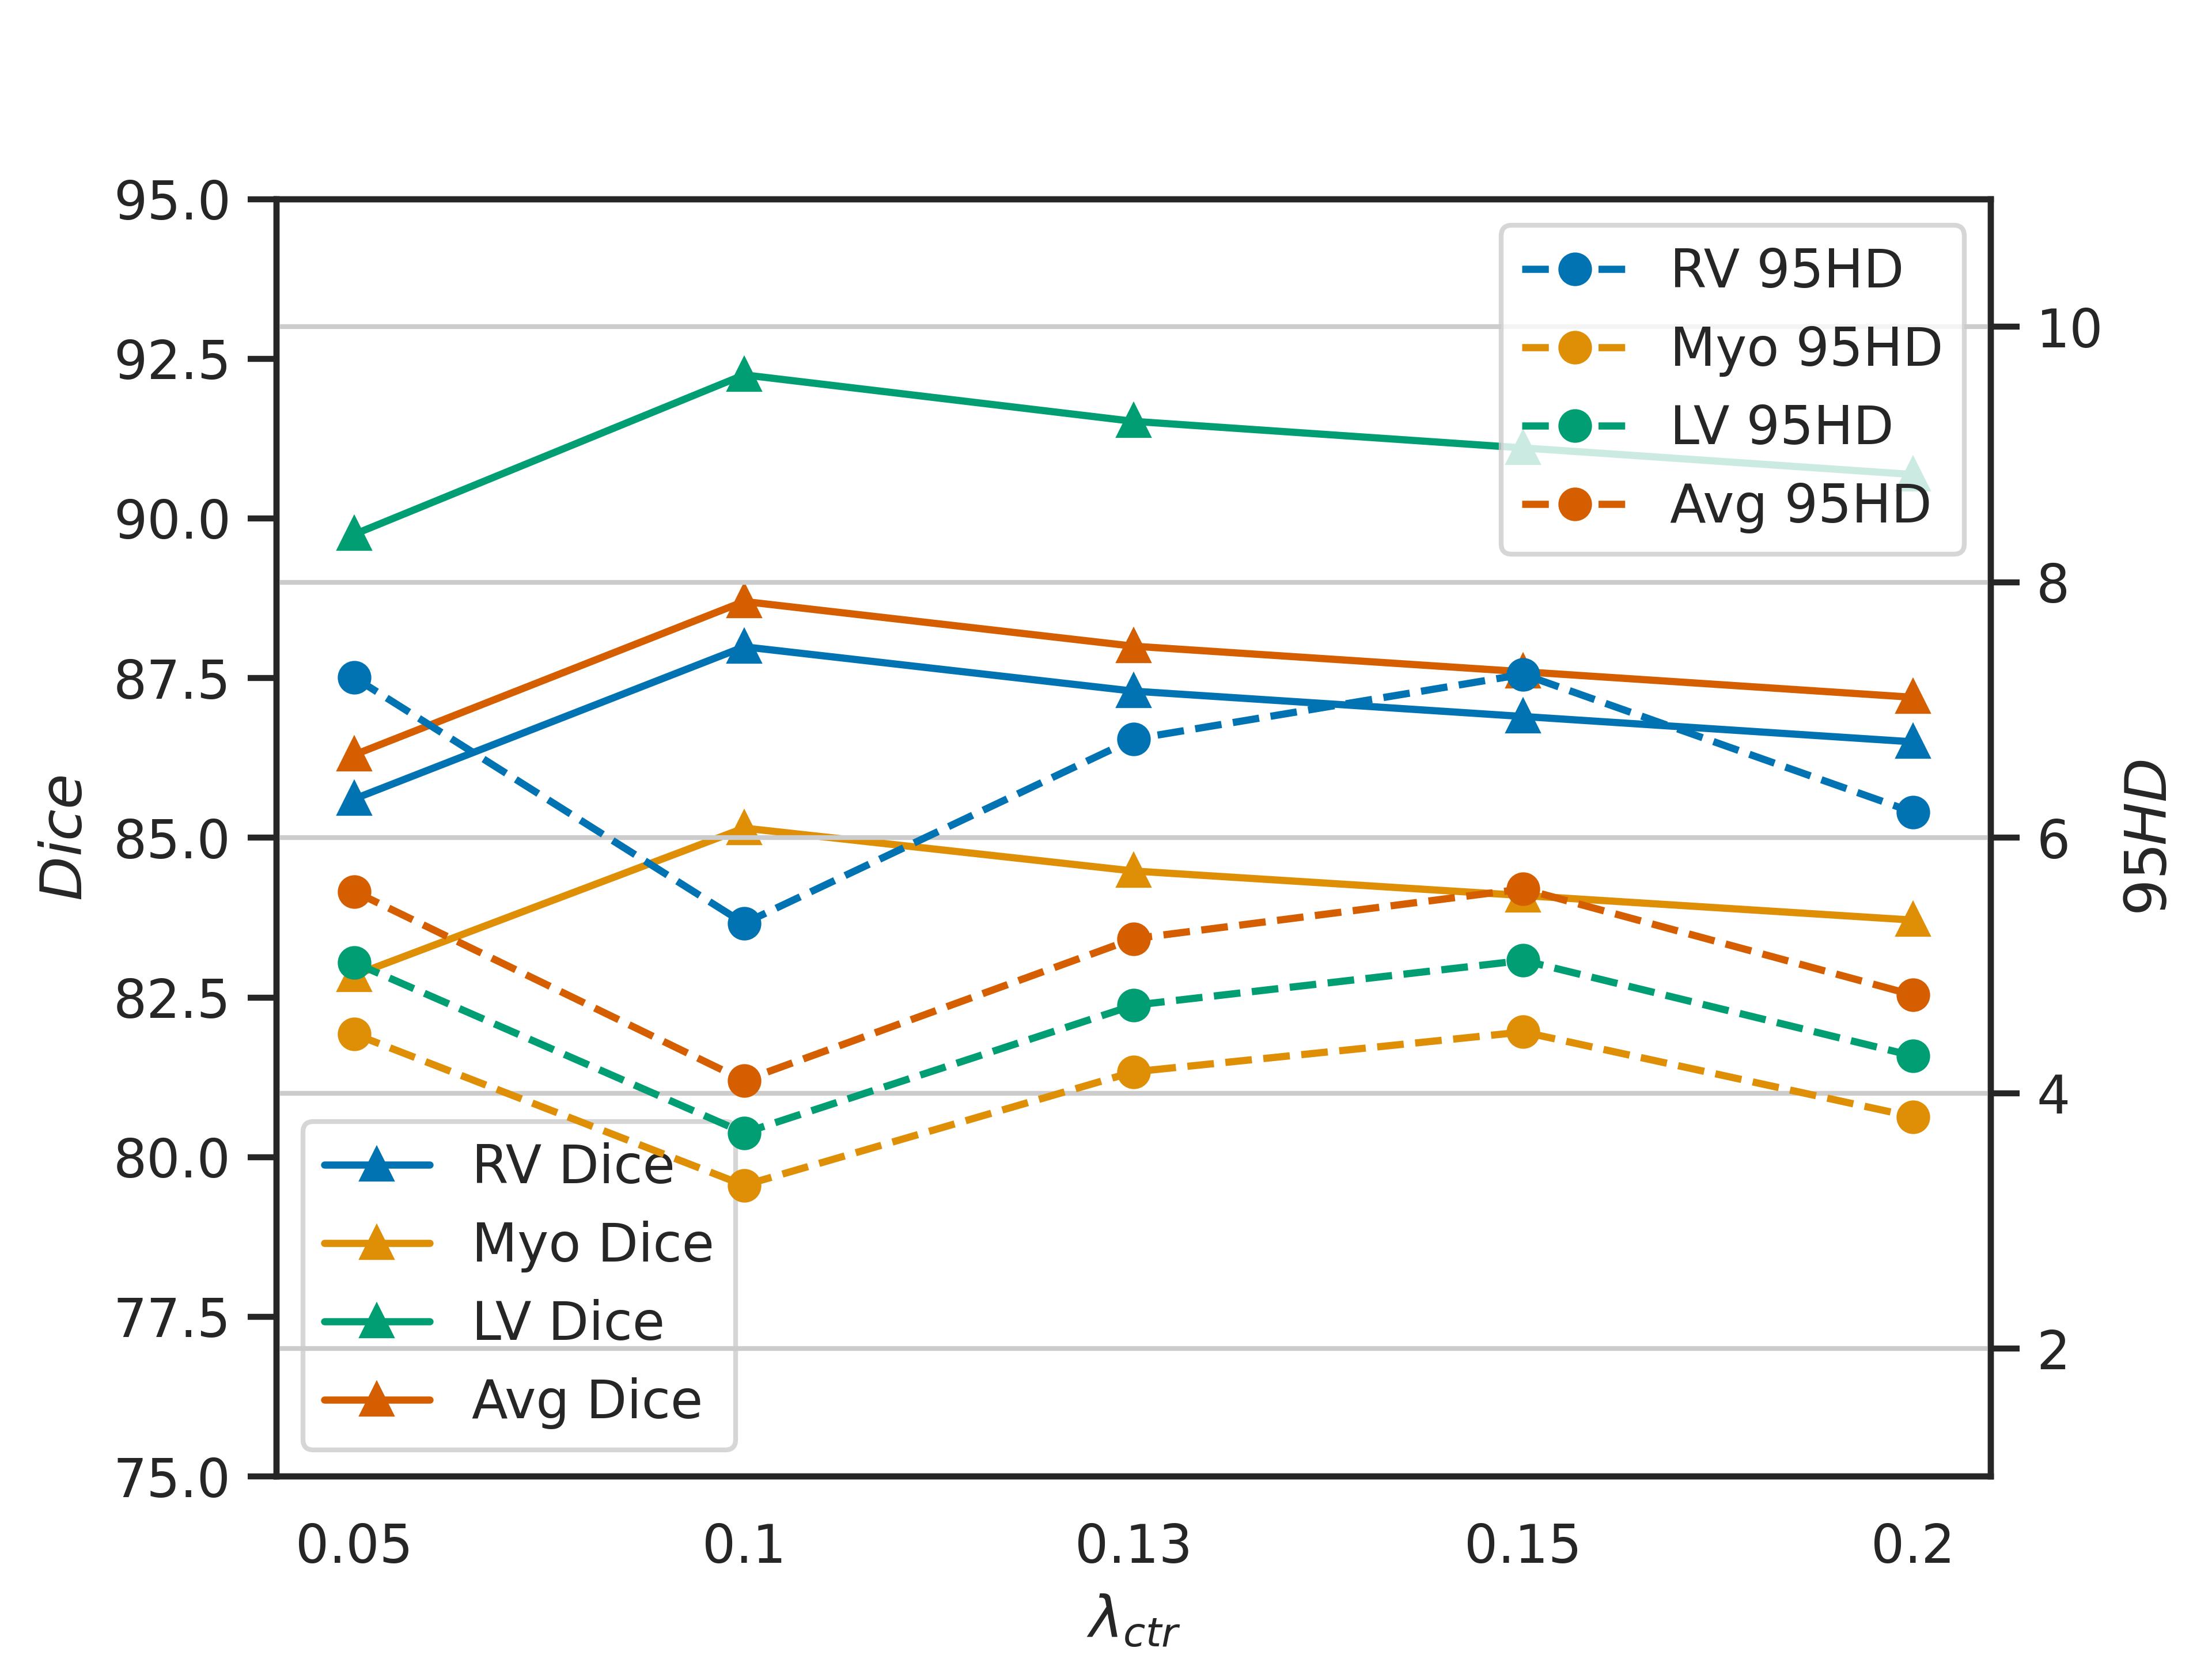 95.0
92.5
90.0
87.5
85.0
82.5
80.0
77.5
75.0
Dice
RV 95HD
Myo 95HD
LV 95HD
Avg 95HD
RV Dice
Myo Dice
LV Dice
Avg Dice
10
8
6
4
2
95HD
0.05 0.1 0.13 0.15 0.2
λctr